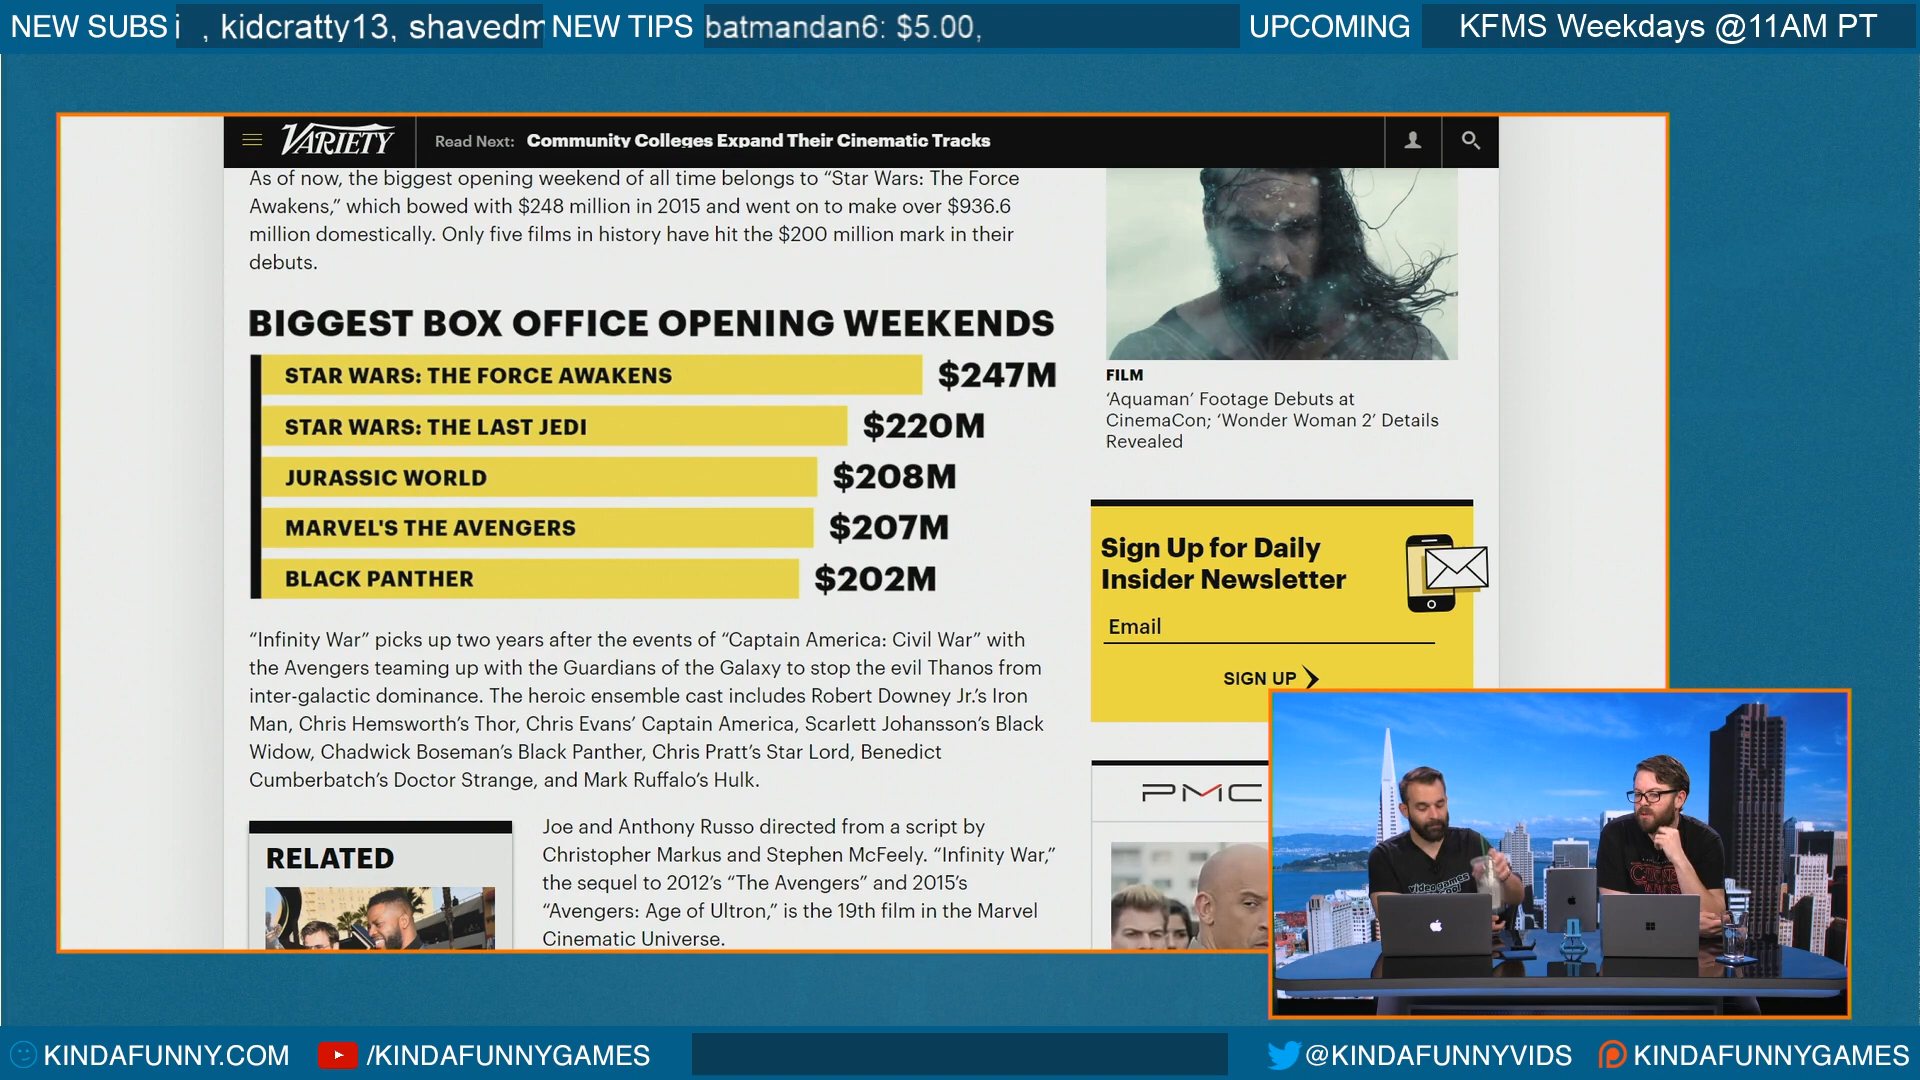 NEW SUBS
, kidcratty13, shavedm
NEW TIPS
batmandan6: $5.00,
UPCOMING
KFMS Weekdays @11AM PT
VARIETY
Read Next: Community Colleges Expand Their Cinematic Tracks
As of now, the biggest opening weekend of all time belongs to “Star Wars: The Force
Awakens,” which bowed with $248 million in 2015 and went on to make over $936.6
million domestically. Only five films in history have hit the $200 million mark in their
debuts.
BIGGEST BOX OFFICE OPENING WEEKENDS
STAR WARS: THE FORCE AWAKENS $247M
STAR WARS: THE LAST JEDI $220M
JURASSIC WORLD $208M
MARVEL'S THE AVENGERS $207M
BLACK PANTHER $202M
“Infinity War” picks up two years after the events of “Captain America: Civil War” with
the Avengers teaming up with the Guardians of the Galaxy to stop the evil Thanos from
inter-galactic dominance. The heroic ensemble cast includes Robert Downey Jr.’s Iron
Man, Chris Hemsworth’s Thor, Chris Evans’ Captain America, Scarlett Johansson’s Black
Widow, Chadwick Boseman’s Black Panther, Chris Pratt’s Star Lord, Benedict
Cumberbatch’s Doctor Strange, and Mark Ruffalo’s Hulk.
RELATED
Joe and Anthony Russo directed from a script by
Christopher Markus and Stephen McFeely. “Infinity War,”
the sequel to 2012’s “The Avengers” and 2015’s
“Avengers: Age of Ultron,” is the 19th film in the Marvel
Cinematic Universe.
FILM
‘Aquaman’ Footage Debuts at
CinemaCon; ‘Wonder Woman 2’ Details
Revealed
Sign Up for Daily
Insider Newsletter
Email
SIGN UP
PMC
video games
KINDAFUNNY.COM
/KINDAFUNNYGAMES
@KINDAFUNNYVIDS
KINDAFUNNYGAMES